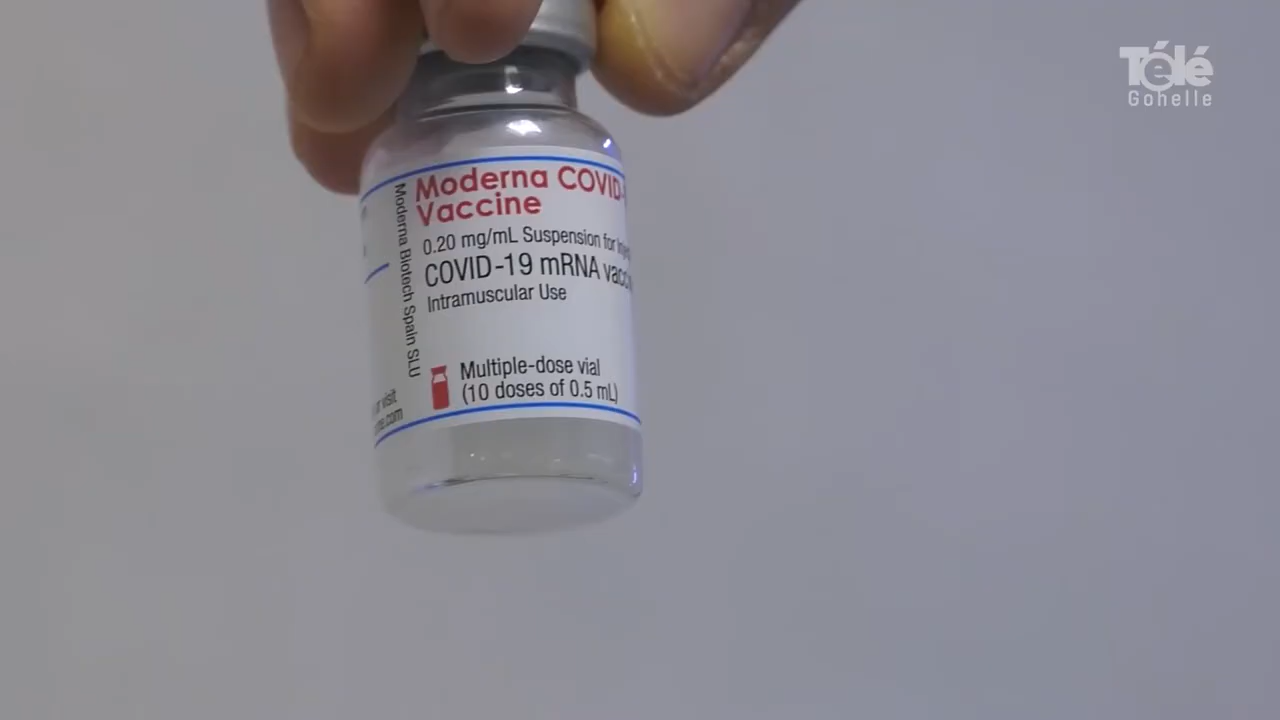 Télé
Gohelle
Moderna COVID-
Vaccine
0.20 mg/mL Suspension for
COVID-19 mRNA
Intramuscular Use
Multiple-dose vial
(10 doses of 0.5 mL)
Moderna Biotech Spain SLU
visit